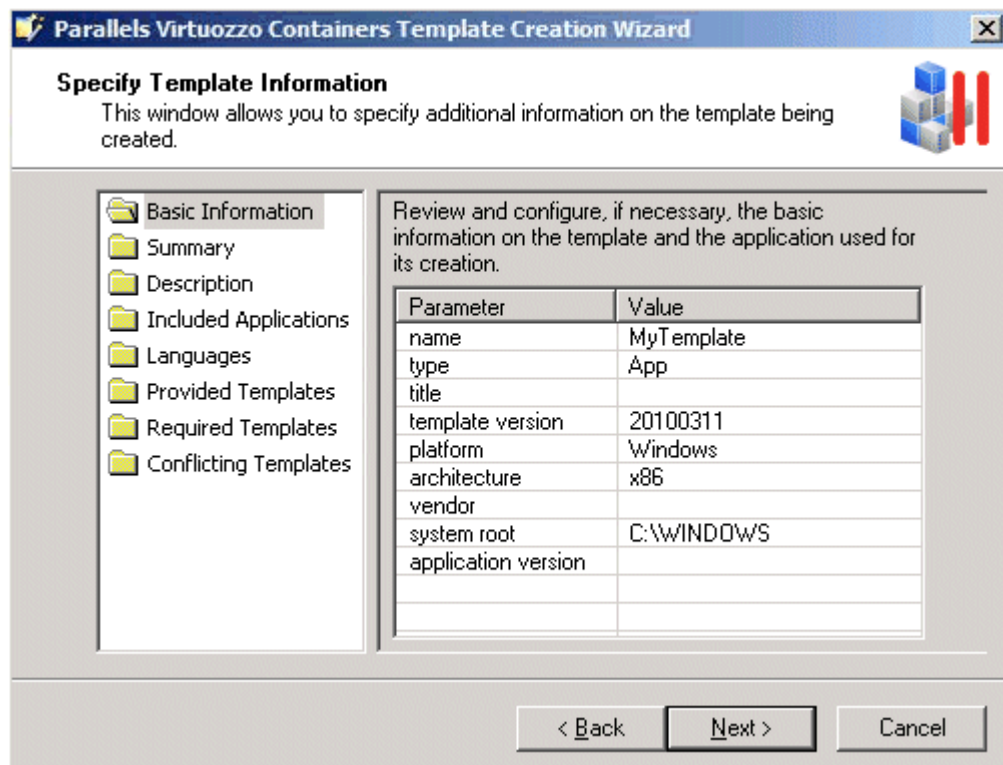 Parallels Virtuozzo Containers Template Creation Wizard
Specify Template Information
This window allows you to specify additional information on the template being
created.
Basic Information
Summary
Description
Included Applications
Languages
Provided Templates
Required Templates
Conflicting Templates
Review and configure, if necessary, the basic
information on the template and the application used for
its creation.
Parameter Value
name MyTemplate
type App
title
template version 20100311
platform Windows
architecture x86
vendor
system root C:\WINDOWS
application version
< Back Next > Cancel